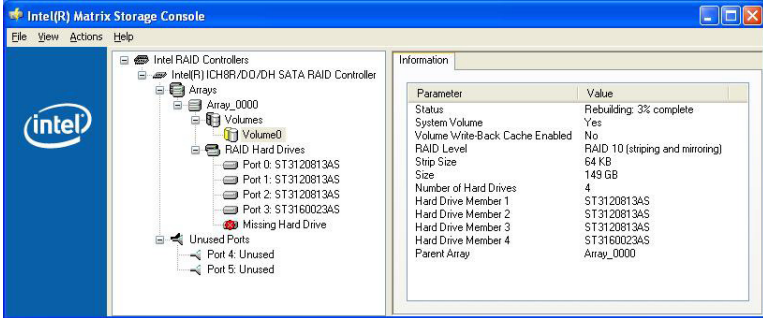 Intel(R) Matrix Storage Console
File View Actions Help
intel
Intel RAID Controllers
Intel(R) ICH8R/DO/DH SATA RAID Controller
Arrays
Array_0000
Volumes
Volume0
RAID Hard Drives
Port 0: ST3120813AS
Port 1: ST3120813AS
Port 2: ST3120813AS
Port 3: ST3160023AS
Missing Hard Drive
Unused Ports
Port 4: Unused
Port 5: Unused
Information
Parameter Value
Status Rebuilding: 3% complete
System Volume Yes
Volume Write-Back Cache Enabled No
RAID Level RAID 10 (striping and mirroring)
Strip Size 64 KB
Size 149 GB
Number of Hard Drives 4
Hard Drive Member 1 ST3120813AS
Hard Drive Member 2 ST3120813AS
Hard Drive Member 3 ST3120813AS
Hard Drive Member 4 ST3160023AS
Parent Array Array_0000